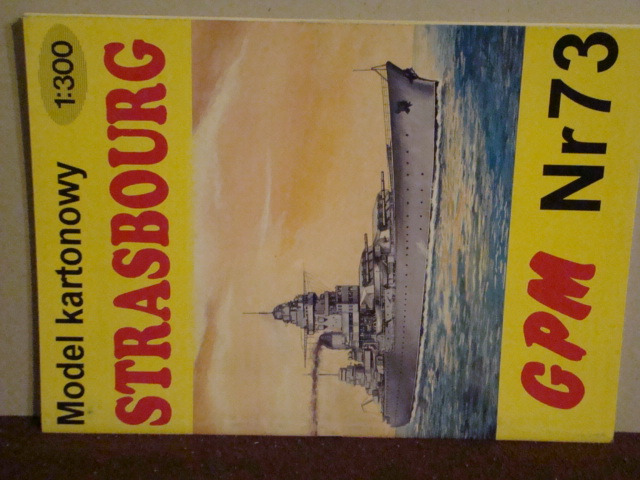 Model kartonowy 1:300
STRASBOURG
GPM Nr 73